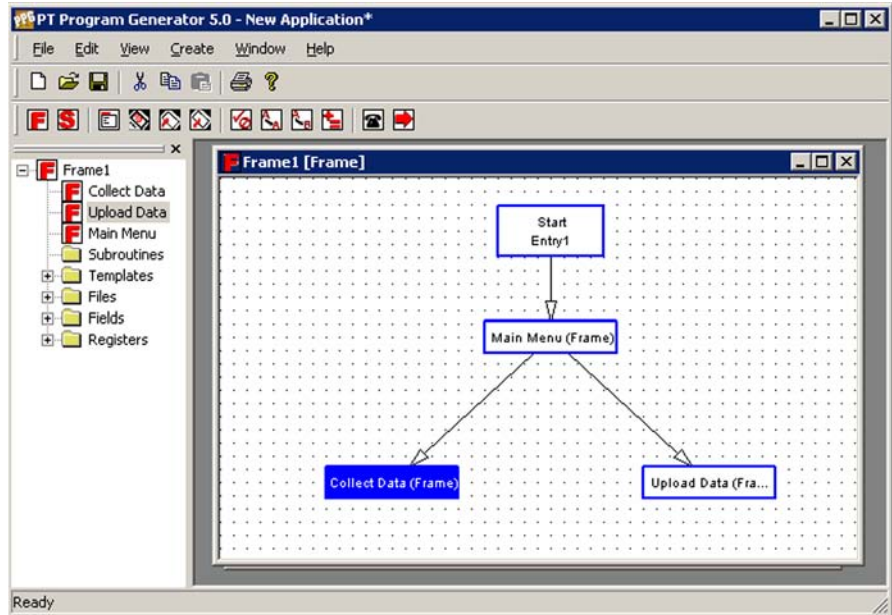 PPG PT Program Generator 5.0 - New Application*
File Edit View Create Window Help
Frame1
Collect Data
Upload Data
Main Menu
Subroutines
Templates
Files
Fields
Registers
Frame1 [Frame]
Start
Entry1
Main Menu (Frame)
Collect Data (Frame)
Upload Data (Fra...
Ready